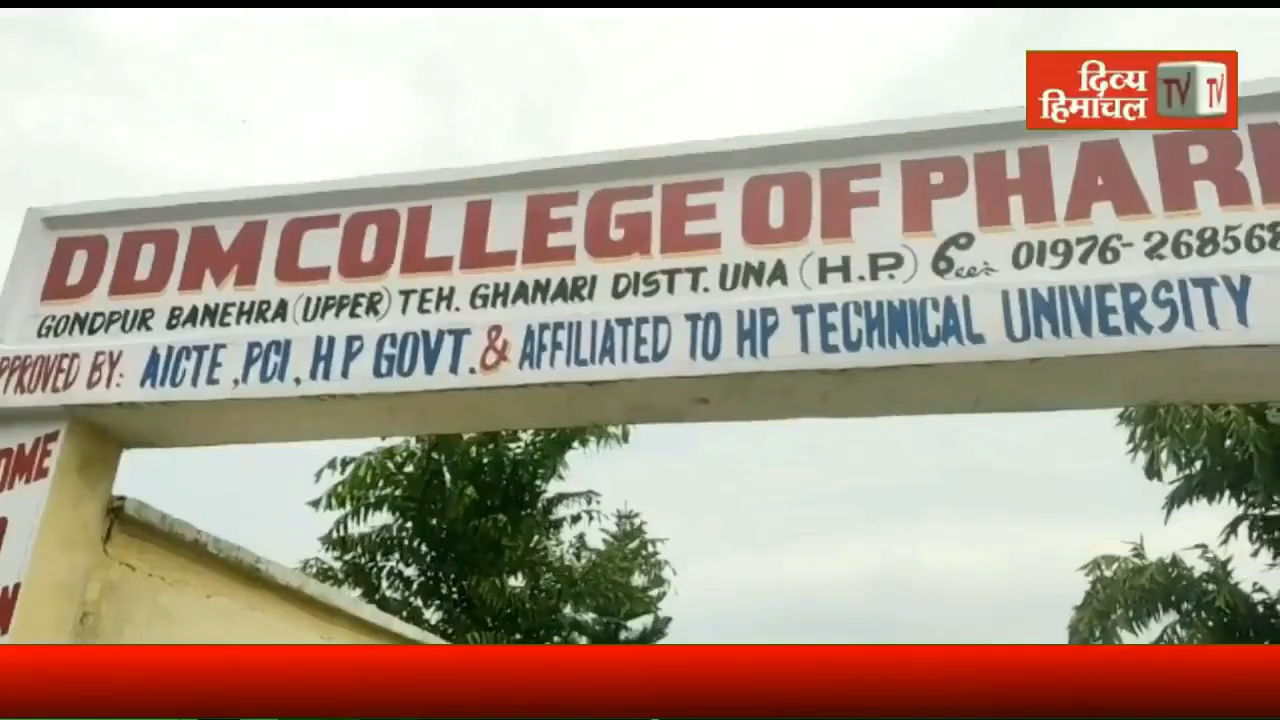 दिव्य
हिमाचंल
TV TV
DDM COLLEGE OF PHAR
GONDPUR BANEHRA (UPPER) TEH. GHANARI DISTT. UNA (H.P.) 01976-268568
PPROVED BY: AICTE, PCI, H P GOVT. & AFFILIATED TO HP TECHNICAL UNIVERSITY
OME